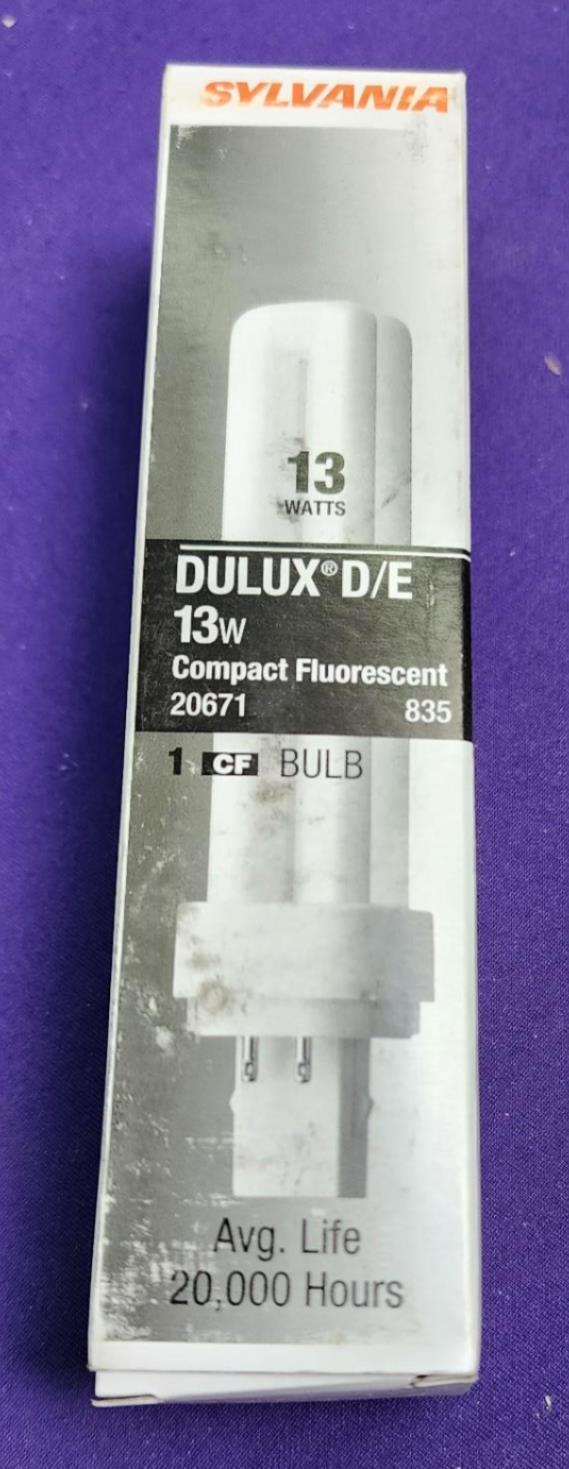 SYLVANIA
13
WATTS
DULUX® D/E
13W
Compact Fluorescent
20671 835
1 CF BULB
Avg. Life
20,000 Hours